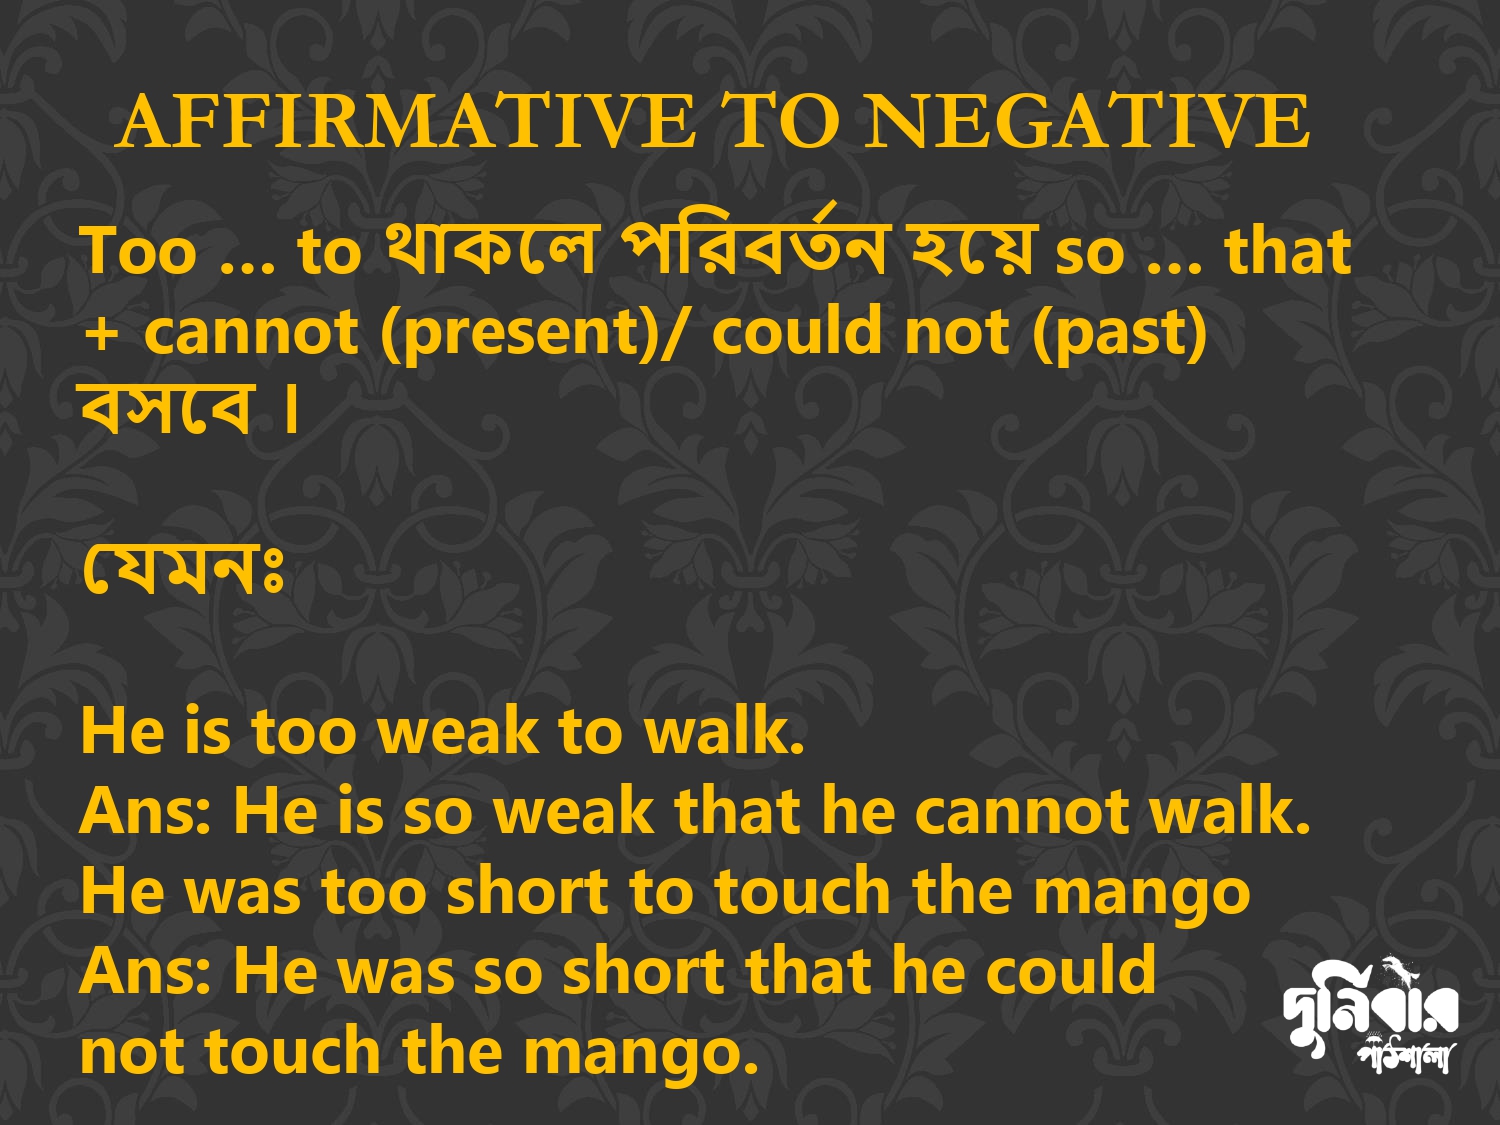 AFFIRMATIVE TO NEGATIVE
Too … to থাকলে পরিবর্তন হয়ে so … that
+ cannot (present)/ could not (past)
বসবে ।
যেমনঃ
He is too weak to walk.
Ans: He is so weak that he cannot walk.
He was too short to touch the mango
Ans: He was so short that he could
not touch the mango.
দুর্নিবার
পাঠশালা